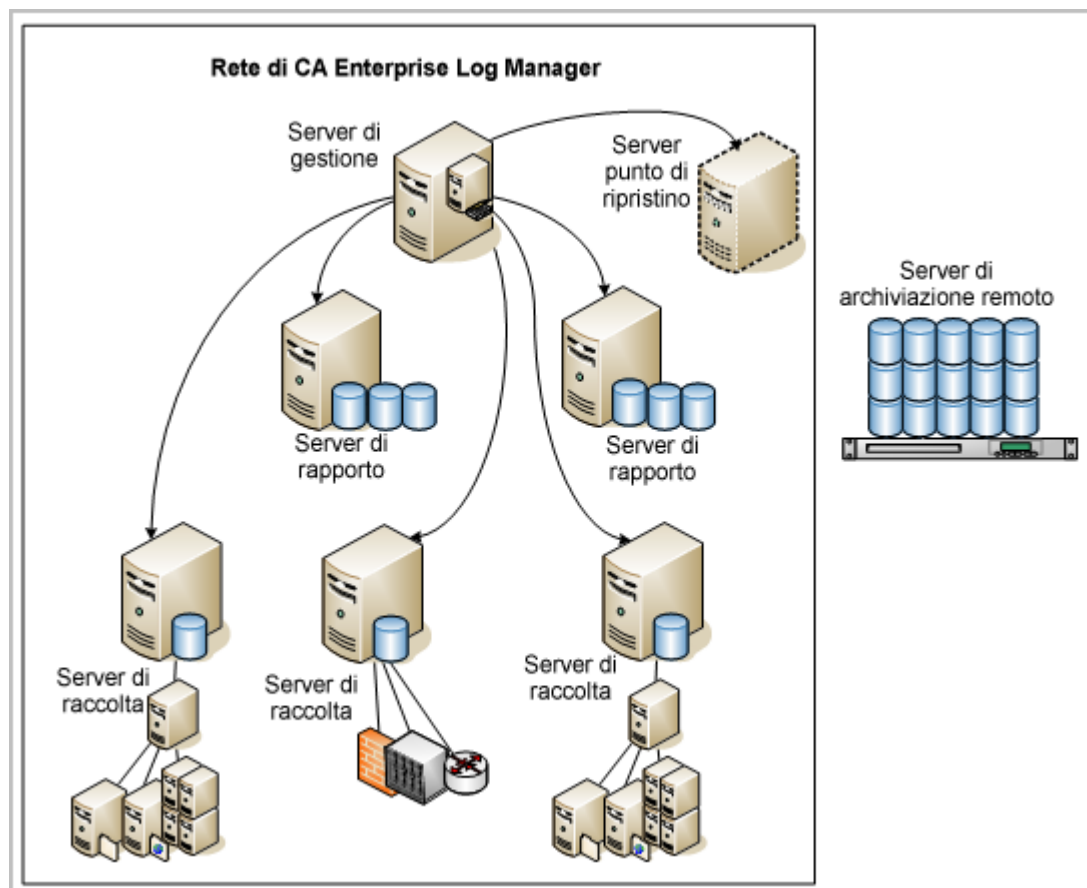 Rete di CA Enterprise Log Manager
Server di
gestione
Server
punto di
ripristino
Server di
archiviazione remoto
Server di
rapporto
Server di
rapporto
Server di
raccolta
Server di
raccolta
Server di
raccolta